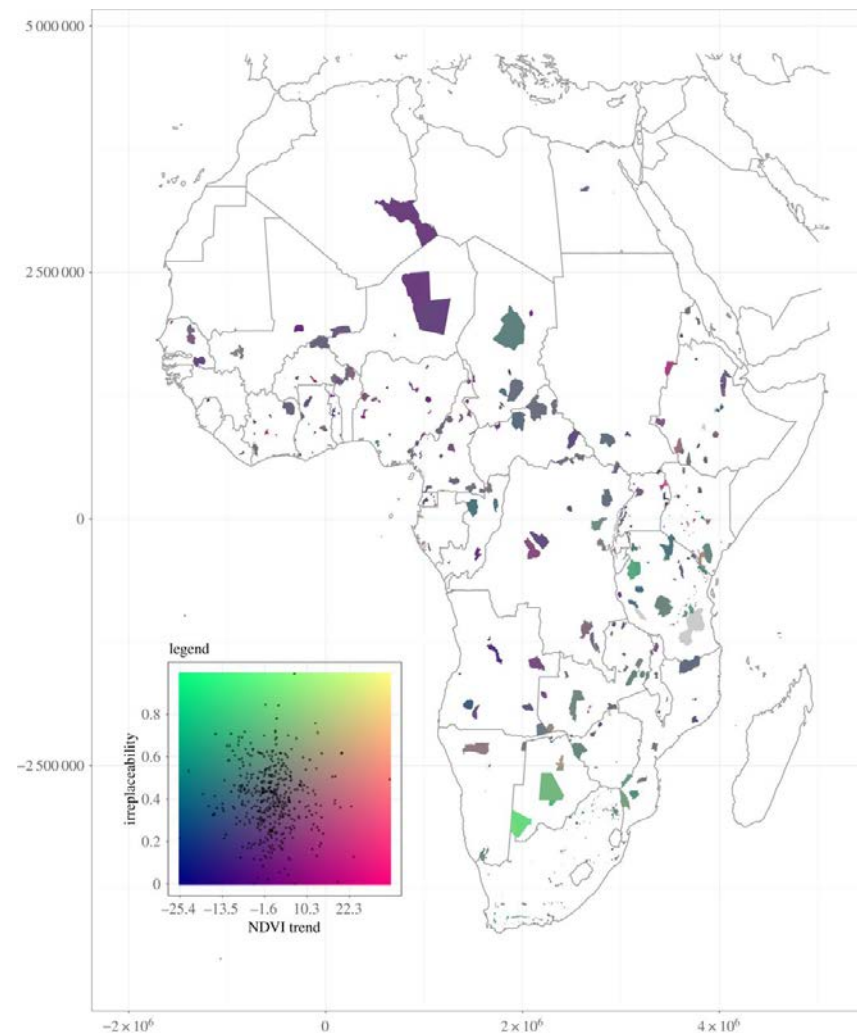 5 000 000
2 500 000
0
−2 500 000
legend
irreplaceability
0.8
0.6
0.4
0.2
0
−25.4 −13.5 −1.6 10.3 22.3
NDVI trend
−2 × 10⁶ 0 2 × 10⁶ 4 × 10⁶